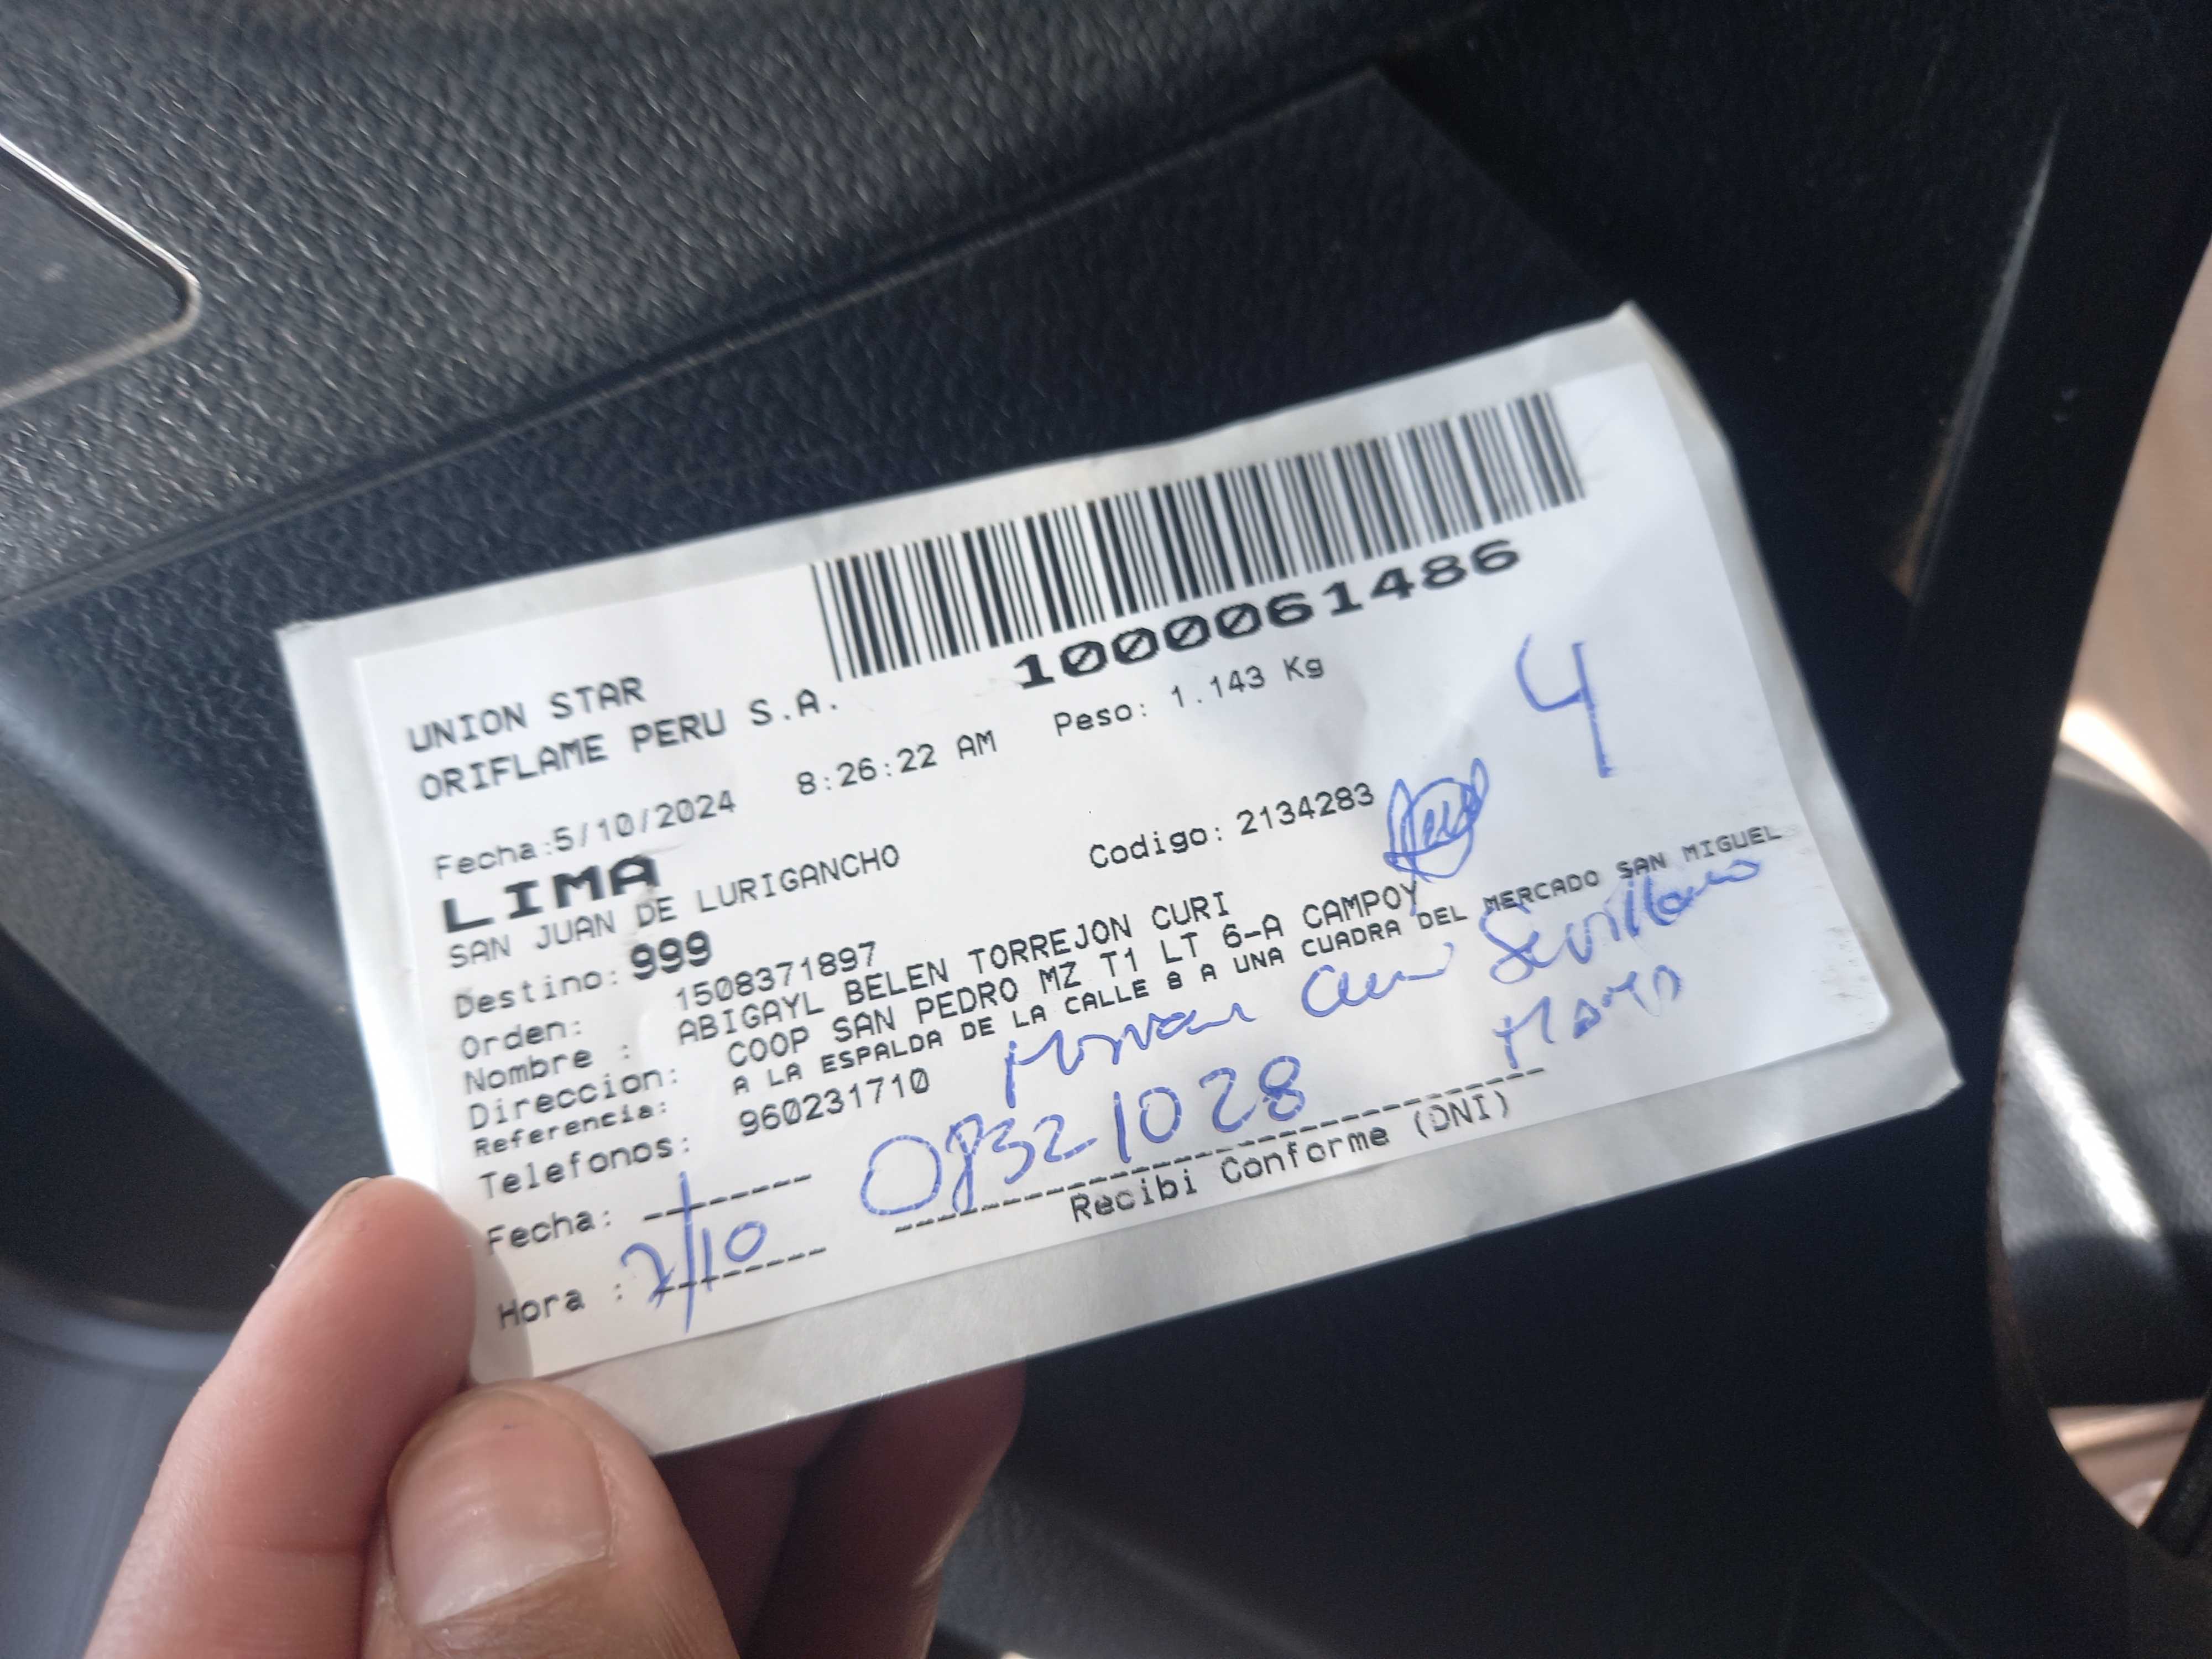 1000061486
UNION STAR
ORIFLAME PERU S.A.
Fecha:5/10/2024 8:26:22 AM Peso: 1.143 Kg
4
LIMA
SAN JUAN DE LURIGANCHO Codigo: 2134283
Destino: 999
Orden: 1508371897
Nombre : ABIGAYL BELEN TORREJON CURI
Direccion: COOP SAN PEDRO MZ T1 LT 6-A CAMPOY
Referencia: A LA ESPALDA DE LA CALLE 8 A UNA CUADRA DEL MERCADO SAN MIGUEL
Telefonos: 960231710
Sevillano
Fecha: 08321028
Hora : 7/10
Recibi Conforme (DNI)